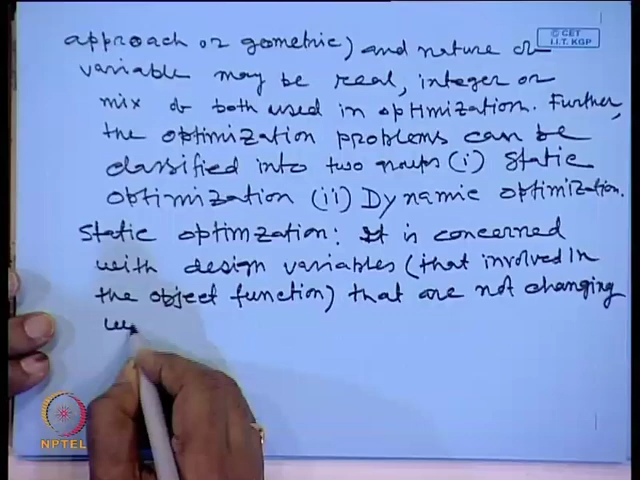 © CET
I.I.T. KGP
approach or geometric) and nature of
variable may be real, integer or
mix of both used in optimization. Further,
the optimization problems can be
classified into two groups (i) Static
optimization (ii) Dynamic optimization.
Static optimzation: It is concerned
with design variables (that involved in
the object function) that are not changing
NPTEL